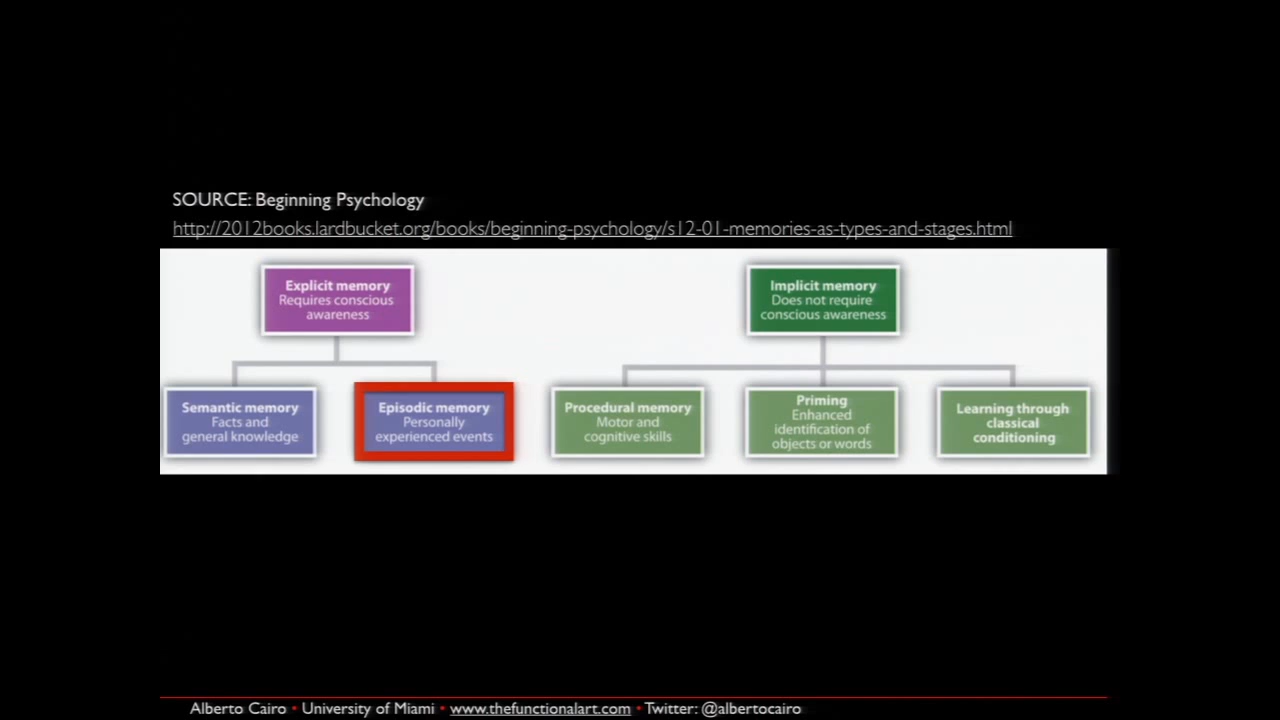 SOURCE: Beginning Psychology
http://2012books.lardbucket.org/books/beginning-psychology/s12-01-memories-as-types-and-stages.html
Explicit memory
Requires conscious
awareness
Implicit memory
Does not require
conscious awareness
Semantic memory
Facts and
general knowledge
Episodic memory
Personally
experienced events
Procedural memory
Motor and
cognitive skills
Priming
Enhanced
identification of
objects or words
Learning through
classical
conditioning
Alberto Cairo • University of Miami • www.thefunctionalart.com • Twitter: @albertocairo